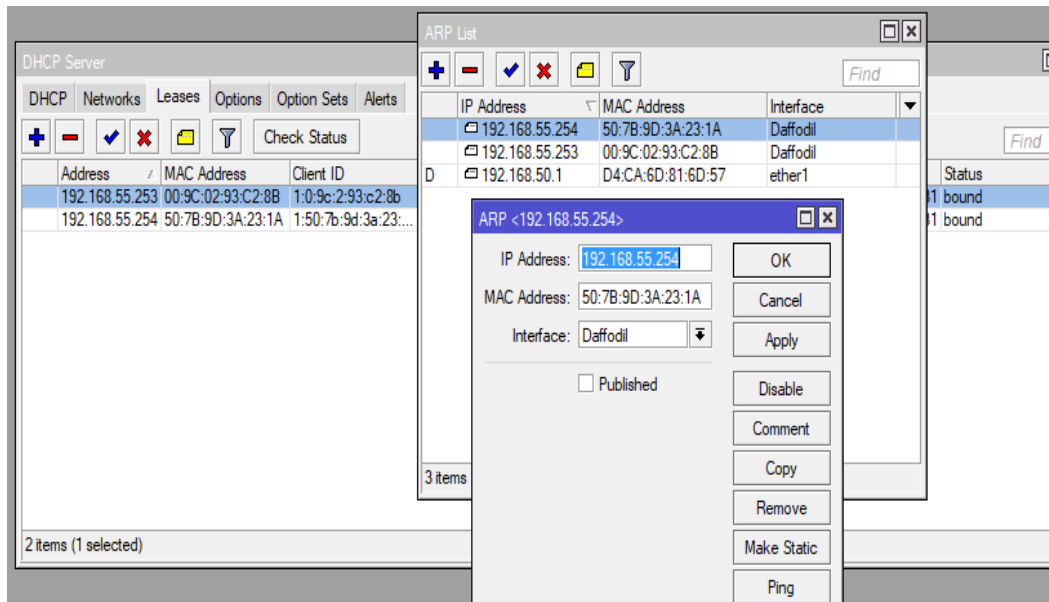 DHCP Server
DHCP Networks Leases Options Option Sets Alerts
Check Status
Find
Address MAC Address Client ID
Status
192.168.55.253 00:9C:02:93:C2:8B 1:0:9c:2:93:c2:8b
31 bound
192.168.55.254 50:7B:9D:3A:23:1A 1:50:7b:9d:3a:23:...
31 bound
2 items (1 selected)
ARP List
Find
IP Address MAC Address Interface
192.168.55.254 50:7B:9D:3A:23:1A Daffodil
192.168.55.253 00:9C:02:93:C2:8B Daffodil
D 192.168.50.1 D4:CA:6D:81:6D:57 ether1
3 items
ARP <192.168.55.254>
IP Address: 192.168.55.254
MAC Address: 50:7B:9D:3A:23:1A
Interface: Daffodil
Published
OK
Cancel
Apply
Disable
Comment
Copy
Remove
Make Static
Ping